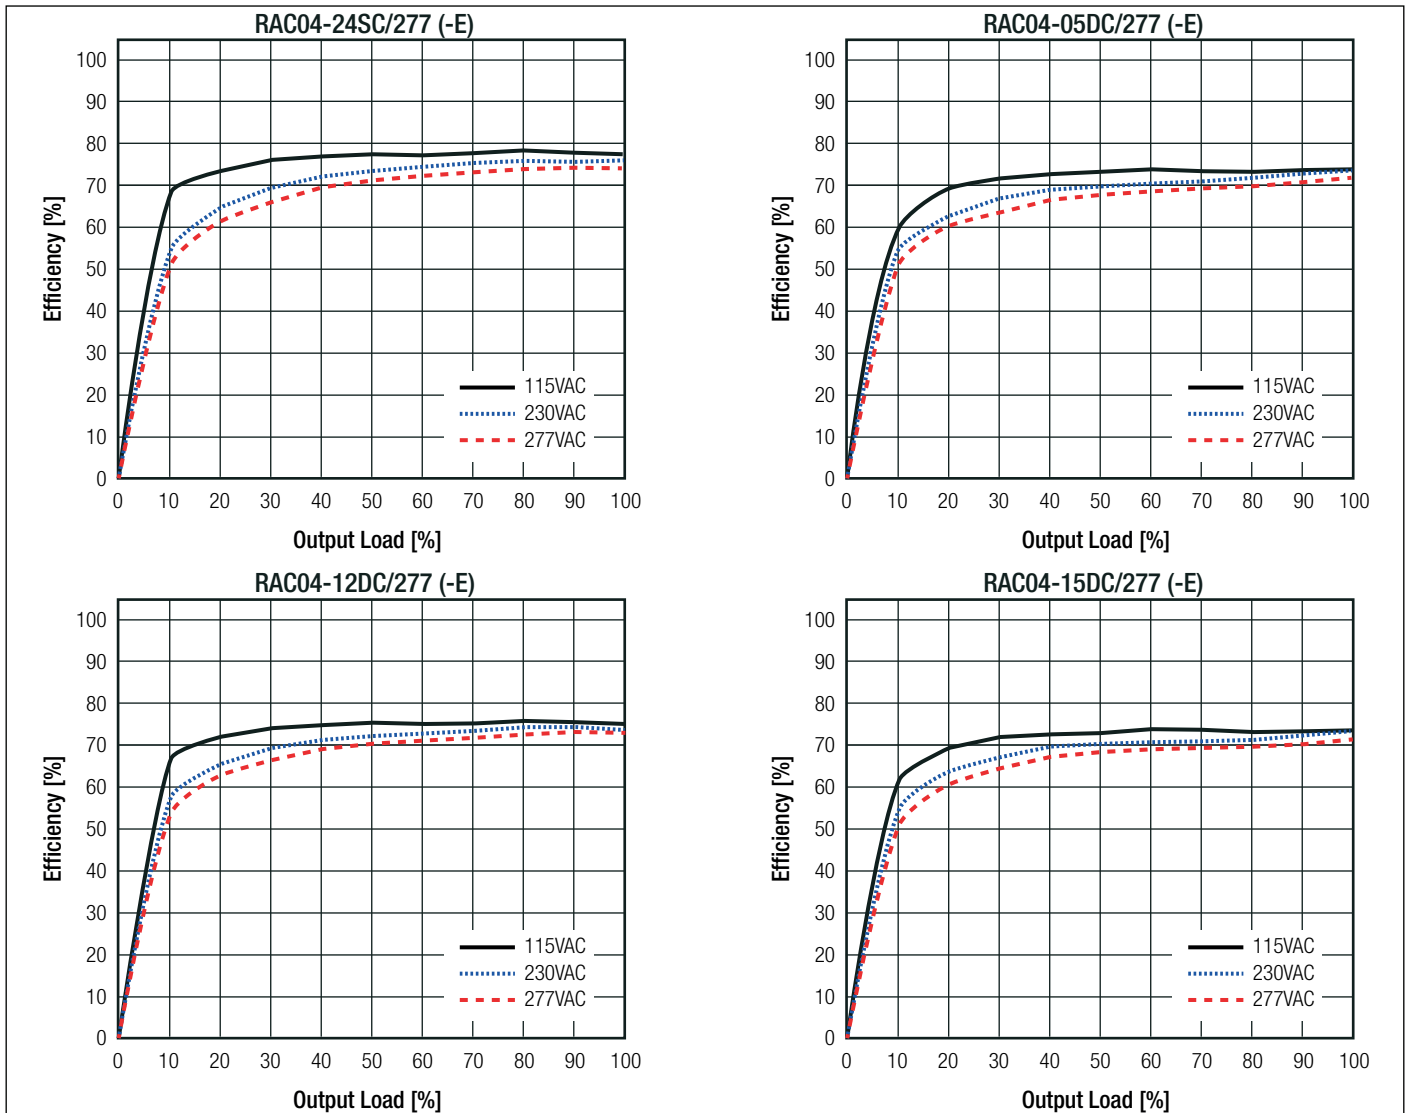 RAC04-24SC/277 (-E)
Efficiency [%]
100
90
80
70
60
50
40
30
20
10
0
115VAC
230VAC
277VAC
0 10 20 30 40 50 60 70 80 90 100
Output Load [%]
RAC04-05DC/277 (-E)
Efficiency [%]
100
90
80
70
60
50
40
30
20
10
0
115VAC
230VAC
277VAC
0 10 20 30 40 50 60 70 80 90 100
Output Load [%]
RAC04-12DC/277 (-E)
Efficiency [%]
100
90
80
70
60
50
40
30
20
10
0
115VAC
230VAC
277VAC
0 10 20 30 40 50 60 70 80 90 100
Output Load [%]
RAC04-15DC/277 (-E)
Efficiency [%]
100
90
80
70
60
50
40
30
20
10
0
115VAC
230VAC
277VAC
0 10 20 30 40 50 60 70 80 90 100
Output Load [%]